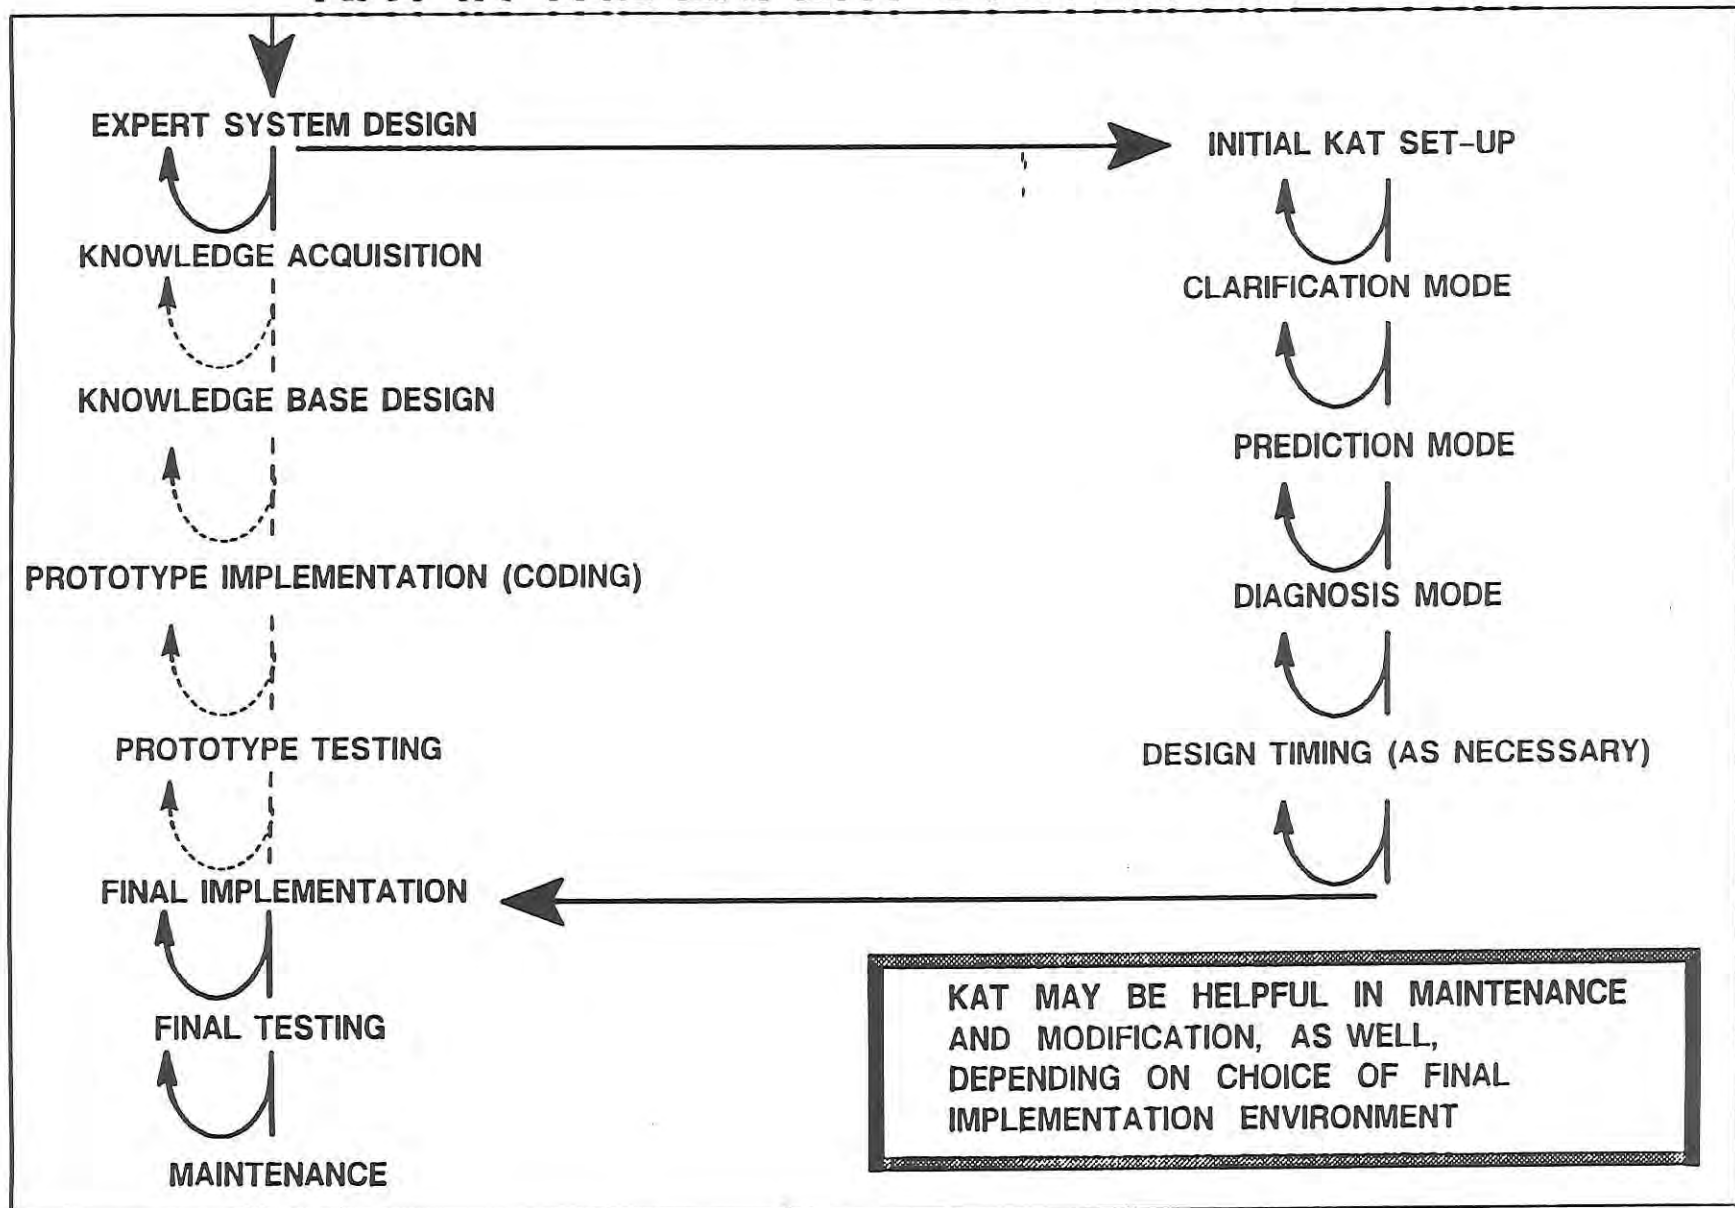 EXPERT SYSTEM DESIGN
KNOWLEDGE ACQUISITION
KNOWLEDGE BASE DESIGN
PROTOTYPE IMPLEMENTATION (CODING)
PROTOTYPE TESTING
FINAL IMPLEMENTATION
FINAL TESTING
MAINTENANCE
INITIAL KAT SET-UP
CLARIFICATION MODE
PREDICTION MODE
DIAGNOSIS MODE
DESIGN TIMING (AS NECESSARY)
KAT MAY BE HELPFUL IN MAINTENANCE
AND MODIFICATION, AS WELL,
DEPENDING ON CHOICE OF FINAL
IMPLEMENTATION ENVIRONMENT